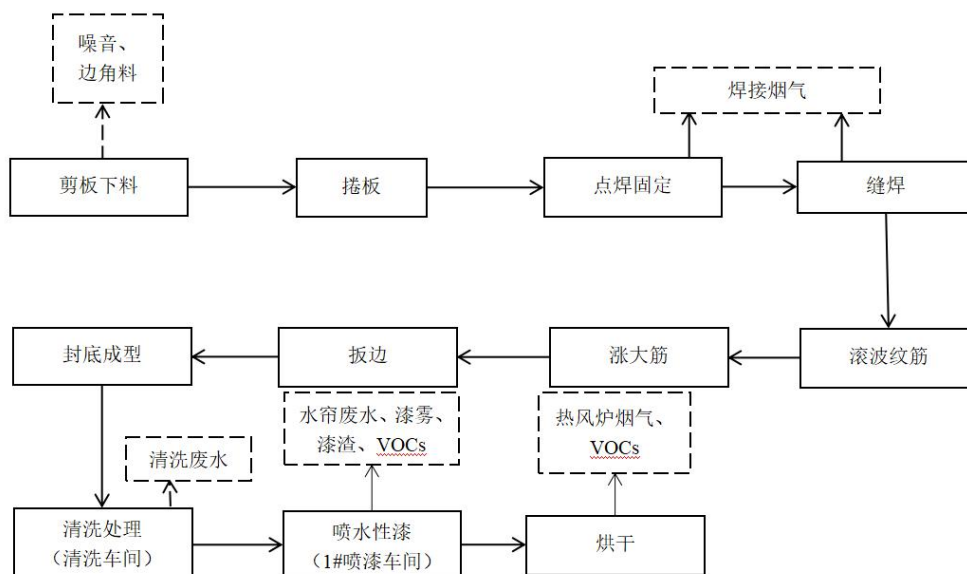 噪音、
边角料
焊接烟气
剪板下料
捲板
点焊固定
缝焊
封底成型
扳边
涨大筋
滚波纹筋
水帘废水、漆雾、
漆渣、VOCs
热风炉烟气、
VOCs
清洗废水
清洗处理
（清洗车间）
喷水性漆
（1#喷漆车间）
烘干